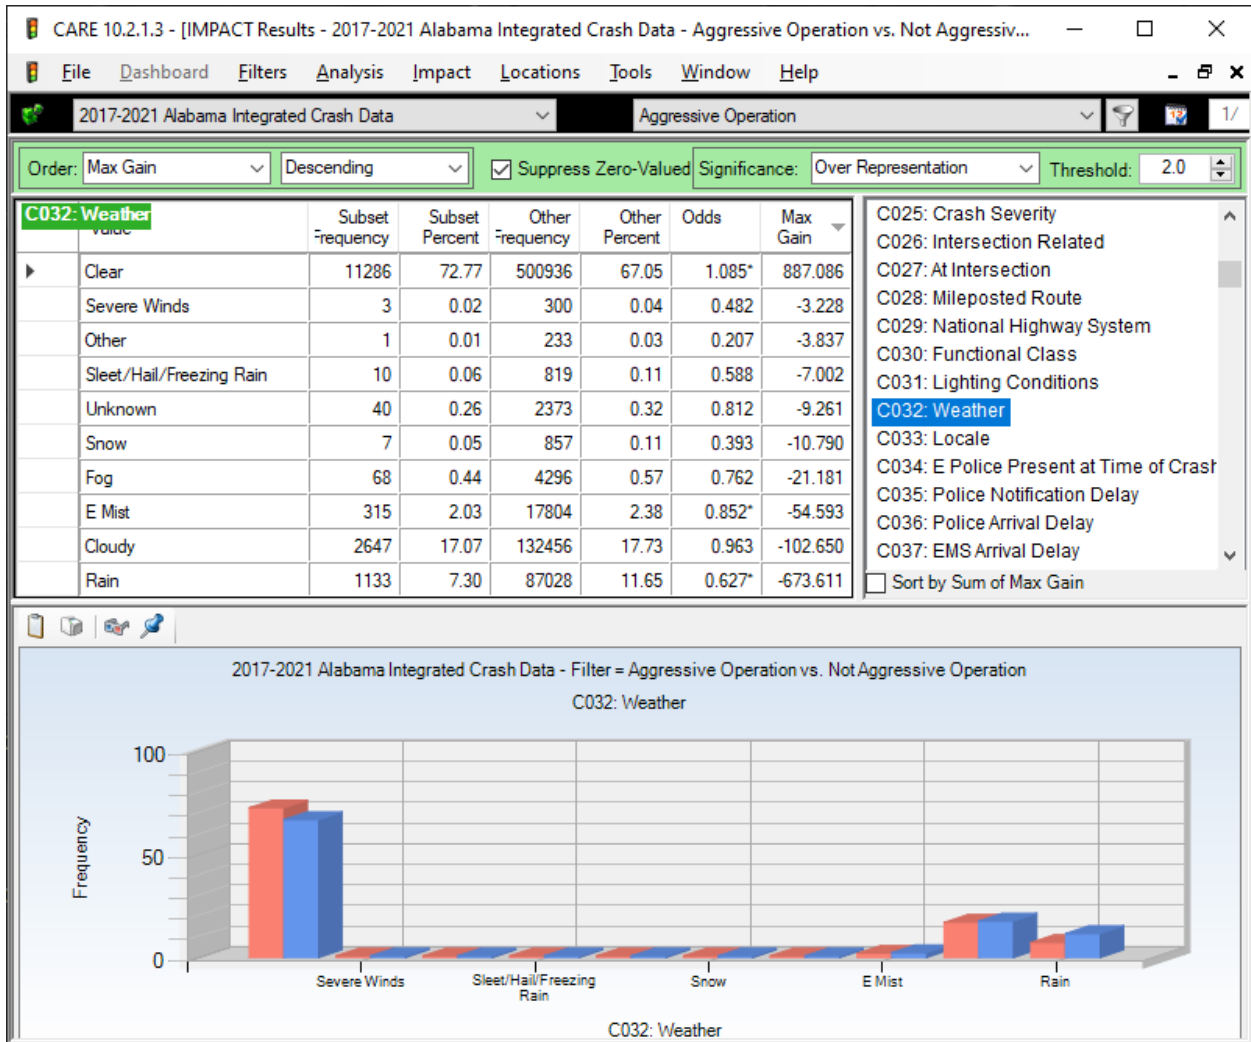 CARE 10.2.1.3 - [IMPACT Results - 2017-2021 Alabama Integrated Crash Data - Aggressive Operation vs. Not Aggressiv...
File Dashboard Filters Analysis Impact Locations Tools Window Help
2017-2021 Alabama Integrated Crash Data Aggressive Operation 1/
Order: Max Gain Descending Suppress Zero-Valued Significance: Over Representation Threshold: 2.0
C032: Weather
Subset Frequency Subset Percent Other Frequency Other Percent Odds Max Gain
Clear 11286 72.77 500936 67.05 1.085* 887.086
Severe Winds 3 0.02 300 0.04 0.482 -3.228
Other 1 0.01 233 0.03 0.207 -3.837
Sleet/Hail/Freezing Rain 10 0.06 819 0.11 0.588 -7.002
Unknown 40 0.26 2373 0.32 0.812 -9.261
Snow 7 0.05 857 0.11 0.393 -10.790
Fog 68 0.44 4296 0.57 0.762 -21.181
E Mist 315 2.03 17804 2.38 0.852* -54.593
Cloudy 2647 17.07 132456 17.73 0.963 -102.650
Rain 1133 7.30 87028 11.65 0.627* -673.611
C025: Crash Severity
C026: Intersection Related
C027: At Intersection
C028: Mileposted Route
C029: National Highway System
C030: Functional Class
C031: Lighting Conditions
C032: Weather
C033: Locale
C034: E Police Present at Time of Crash
C035: Police Notification Delay
C036: Police Arrival Delay
C037: EMS Arrival Delay
Sort by Sum of Max Gain
2017-2021 Alabama Integrated Crash Data - Filter = Aggressive Operation vs. Not Aggressive Operation
C032: Weather
100
50
0
Frequency
Severe Winds Sleet/Hail/Freezing Snow E Mist Rain
Rain
C032: Weather